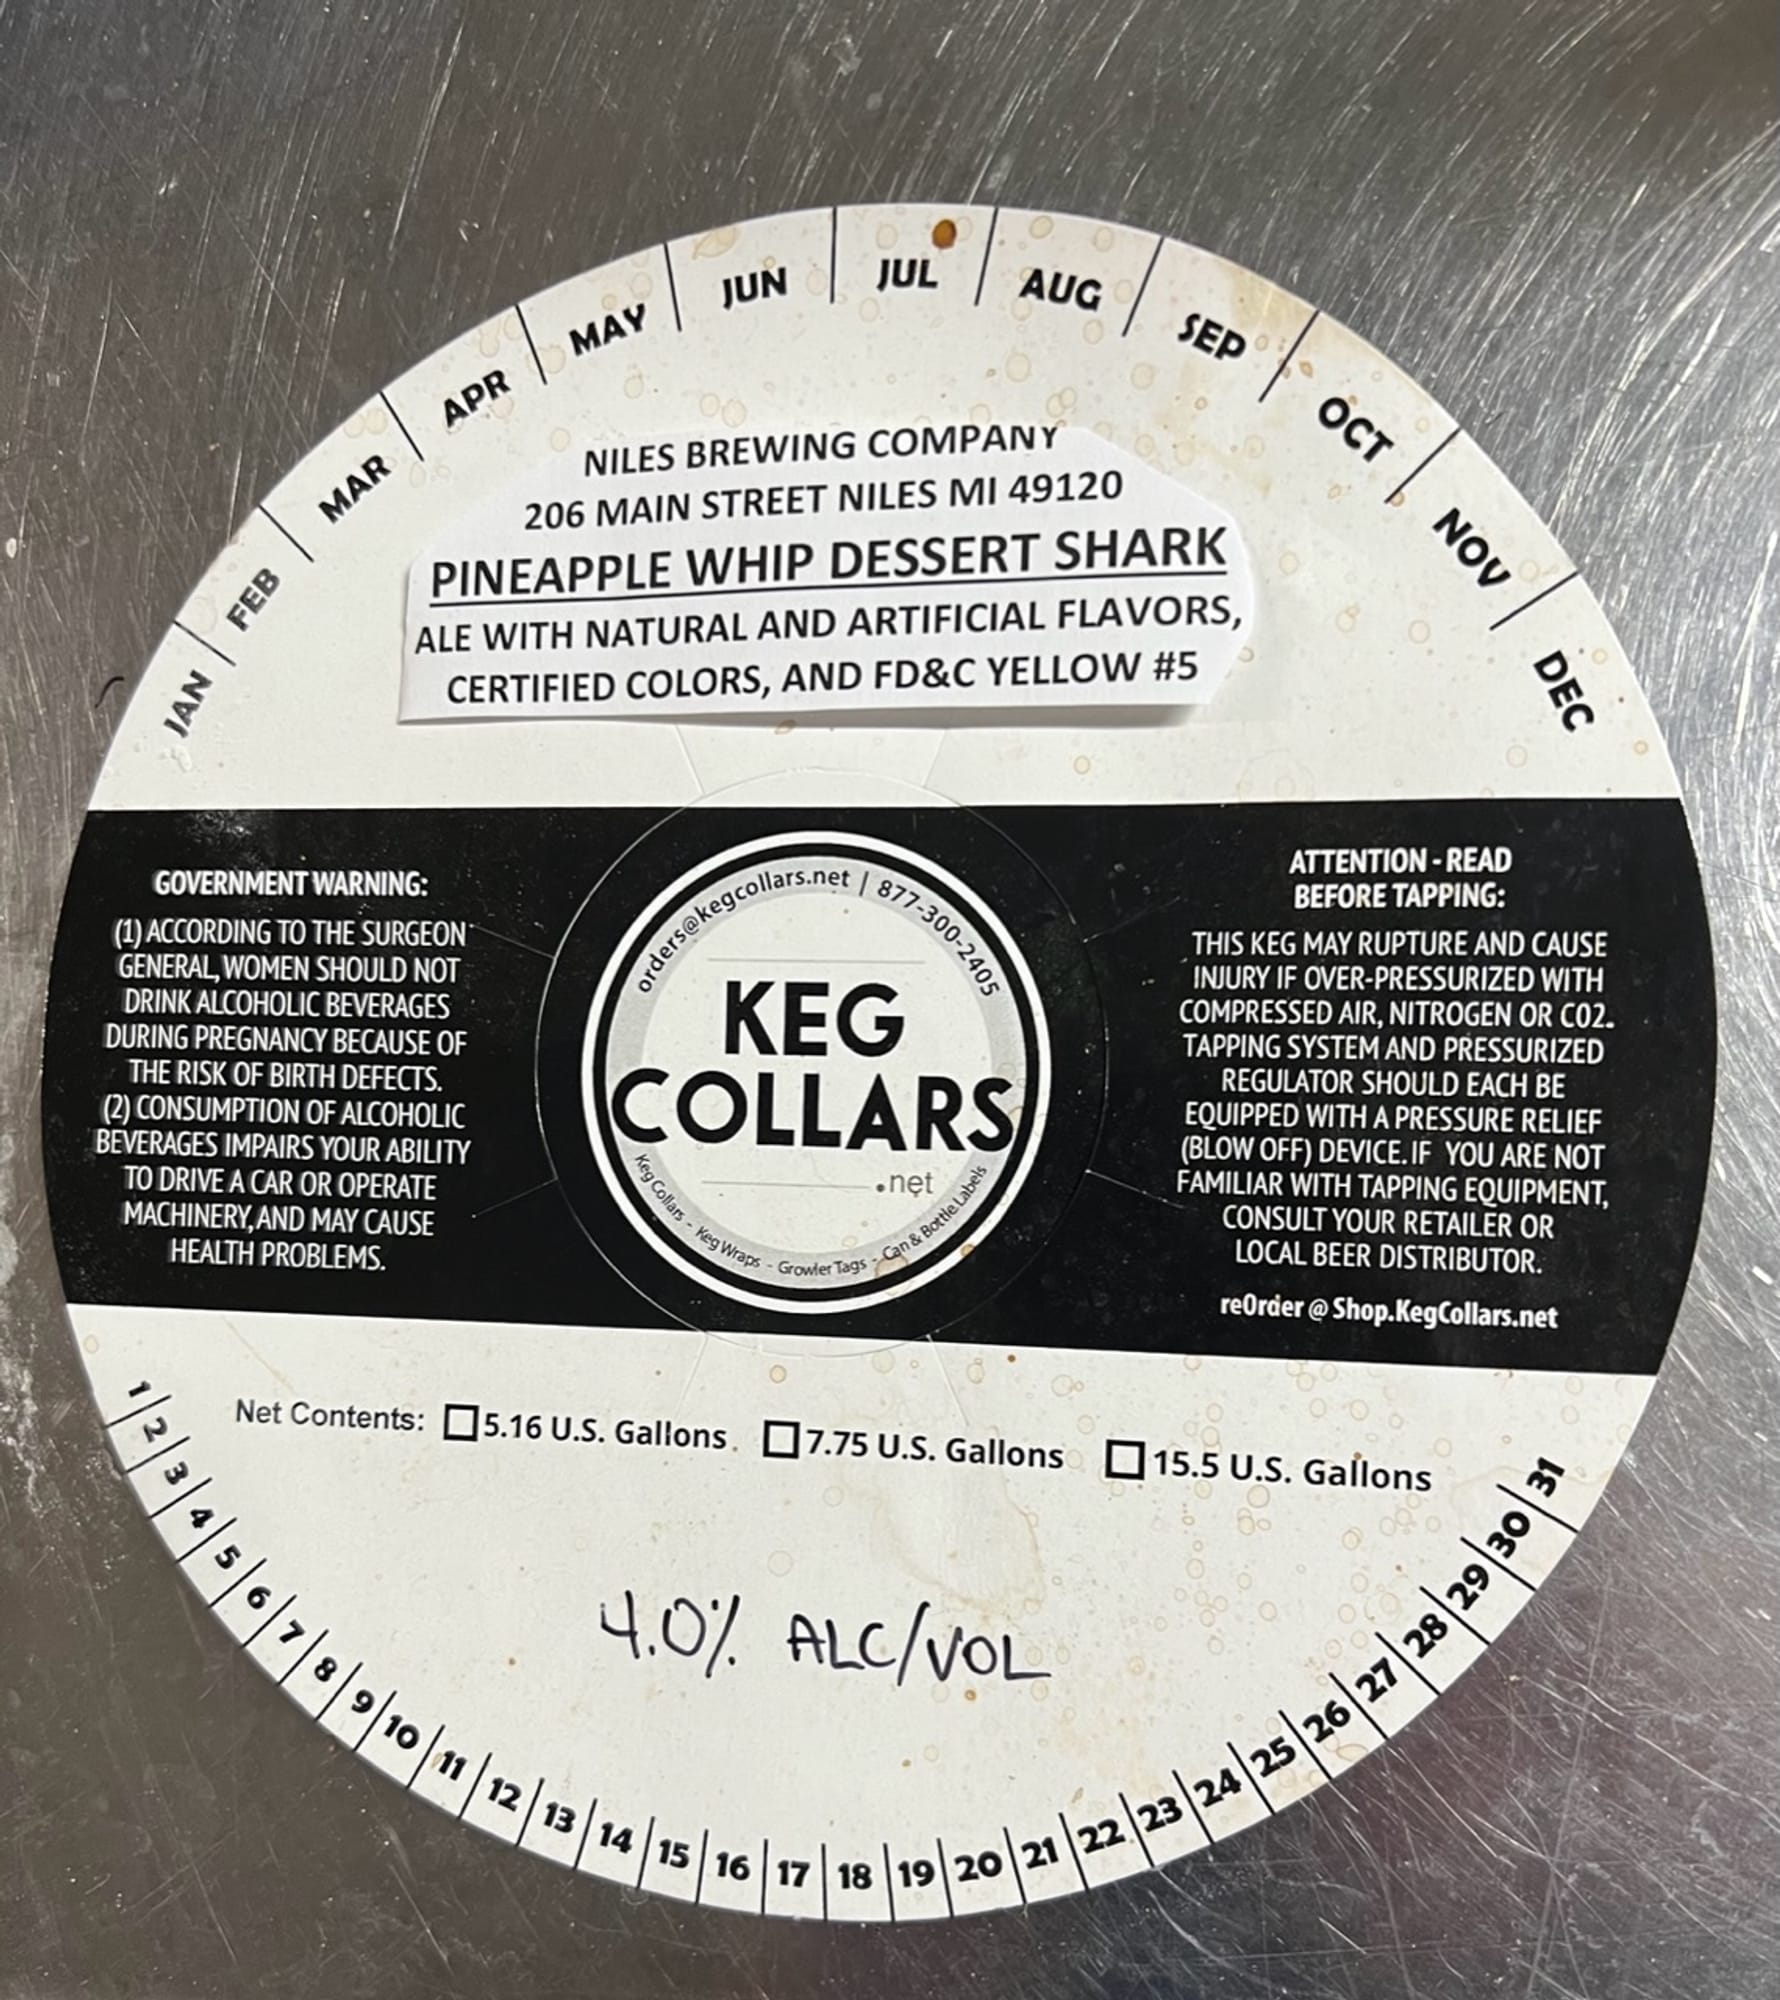 JAN
FEB
MAR
APR
MAY
JUN
JUL
AUG
SEP
OCT
NOV
DEC
NILES BREWING COMPANY
206 MAIN STREET NILES MI 49120
PINEAPPLE WHIP DESSERT SHARK
ALE WITH NATURAL AND ARTIFICIAL FLAVORS,
CERTIFIED COLORS, AND FD&C YELLOW #5
GOVERNMENT WARNING:
(1) ACCORDING TO THE SURGEON
GENERAL, WOMEN SHOULD NOT
DRINK ALCOHOLIC BEVERAGES
DURING PREGNANCY BECAUSE OF
THE RISK OF BIRTH DEFECTS.
(2) CONSUMPTION OF ALCOHOLIC
BEVERAGES IMPAIRS YOUR ABILITY
TO DRIVE A CAR OR OPERATE
MACHINERY, AND MAY CAUSE
HEALTH PROBLEMS.
orders@kegcollars.net | 877-300-2405
KEG
COLLARS
.net
Keg Collars - Keg Wraps - Growler Tags - Can & Bottle Labels
ATTENTION - READ
BEFORE TAPPING:
THIS KEG MAY RUPTURE AND CAUSE
INJURY IF OVER-PRESSURIZED WITH
COMPRESSED AIR, NITROGEN OR CO2.
TAPPING SYSTEM AND PRESSURIZED
REGULATOR SHOULD EACH BE
EQUIPPED WITH A PRESSURE RELIEF
(BLOW OFF) DEVICE. IF YOU ARE NOT
FAMILIAR WITH TAPPING EQUIPMENT,
CONSULT YOUR RETAILER OR
LOCAL BEER DISTRIBUTOR.
reOrder @ Shop.KegCollars.net
Net Contents: 5.16 U.S. Gallons 7.75 U.S. Gallons 15.5 U.S. Gallons
4.0% ALC/VOL
1
2
3
4
5
6
7
8
9
10
11
12
13
14
15
16
17
18
19
20
21
22
23
24
25
26
27
28
29
30
31